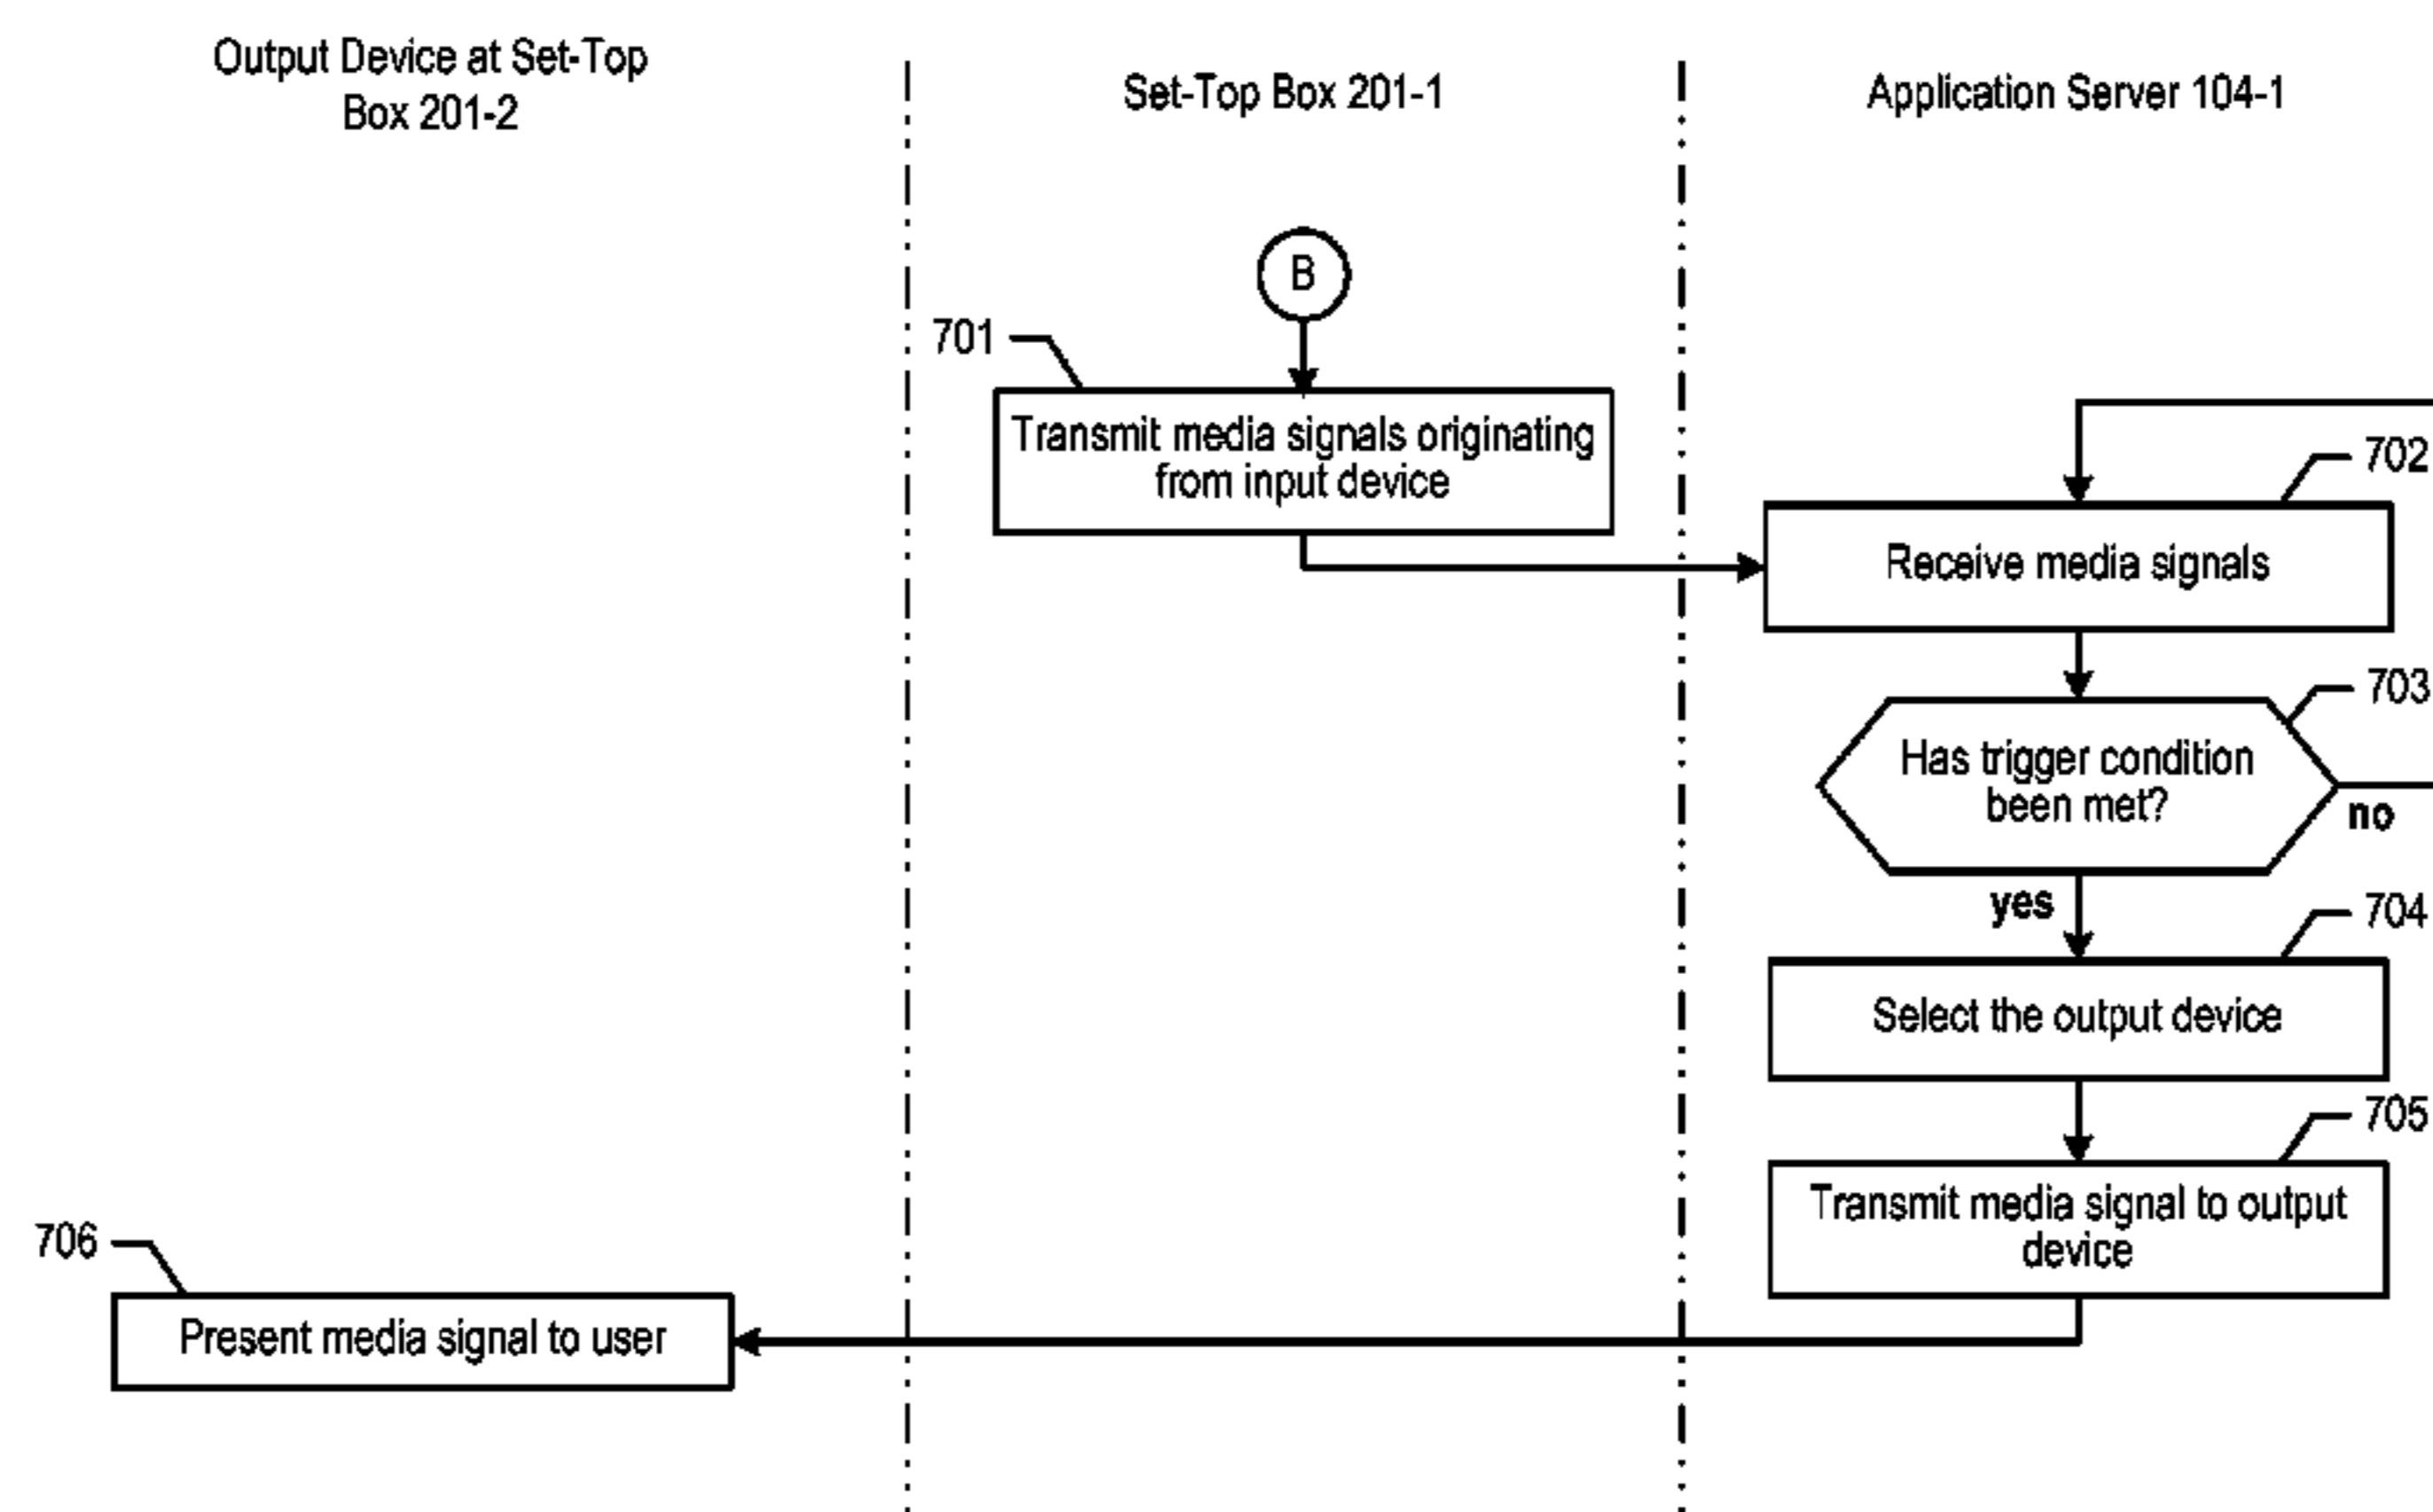 Output Device at Set-Top
Box 201-2
Set-Top Box 201-1
Application Server 104-1
B
701
Transmit media signals originating
from input device
702
Receive media signals
703
Has trigger condition
been met?
no
yes
704
Select the output device
705
Transmit media signal to output
device
706
Present media signal to user